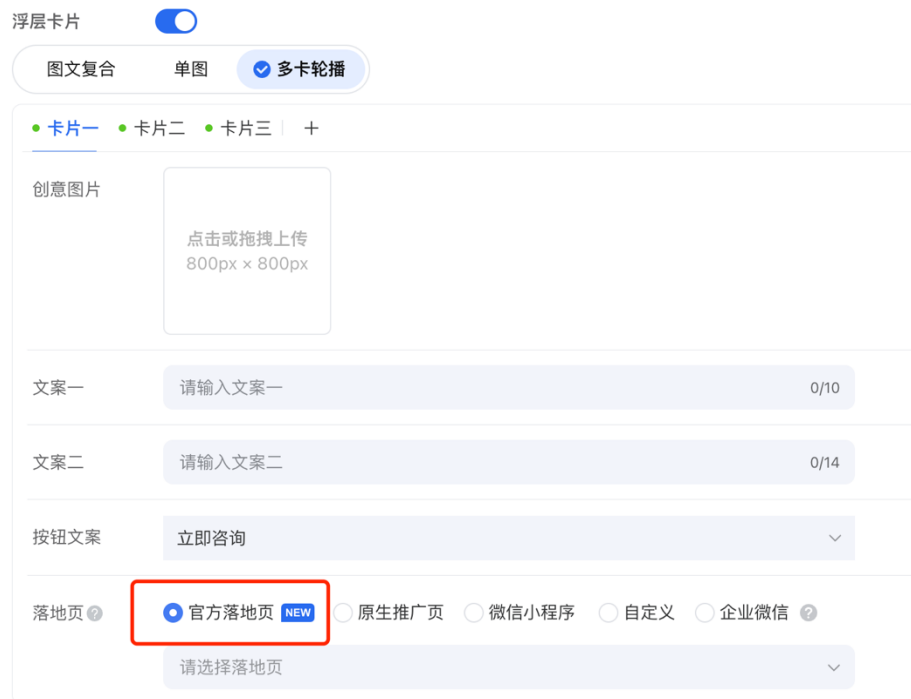 浮层卡片
图文复合 单图 多卡轮播
卡片一 卡片二 卡片三 +
创意图片
点击或拖拽上传
800px × 800px
文案一 请输入文案一 0/10
文案二 请输入文案二 0/14
按钮文案 立即咨询
落地页 ? 官方落地页 NEW 原生推广页 微信小程序 自定义 企业微信 ?
请选择落地页